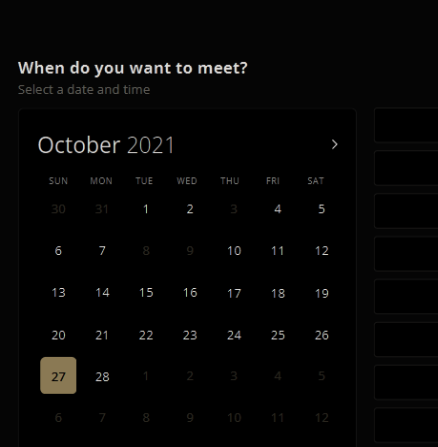 When do you want to meet?
Select a date and time
October 2021
SUN MON TUE WED THU FRI SAT
30 31 1 2 3 4 5
6 7 8 9 10 11 12
13 14 15 16 17 18 19
20 21 22 23 24 25 26
27 28 1 2 3 4 5
6 7 8 9 10 11 12